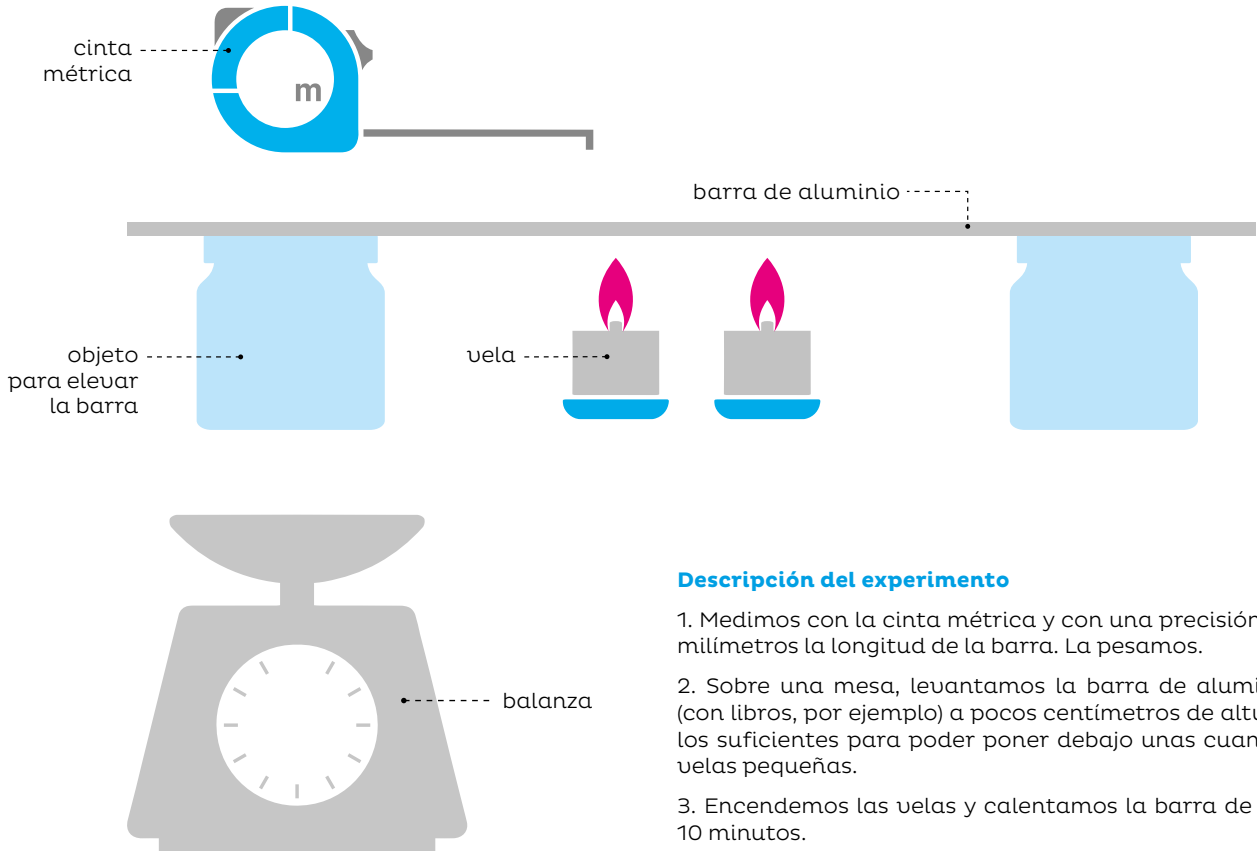 cinta
métrica
m
barra de aluminio
objeto
para elevar
la barra
vela
balanza
Descripción del experimento
1. Medimos con la cinta métrica y con una precisión
milímetros la longitud de la barra. La pesamos.
2. Sobre una mesa, levantamos la barra de alumi
(con libros, por ejemplo) a pocos centímetros de altu
los suficientes para poder poner debajo unas cuan
velas pequeñas.
3. Encendemos las velas y calentamos la barra de
10 minutos.